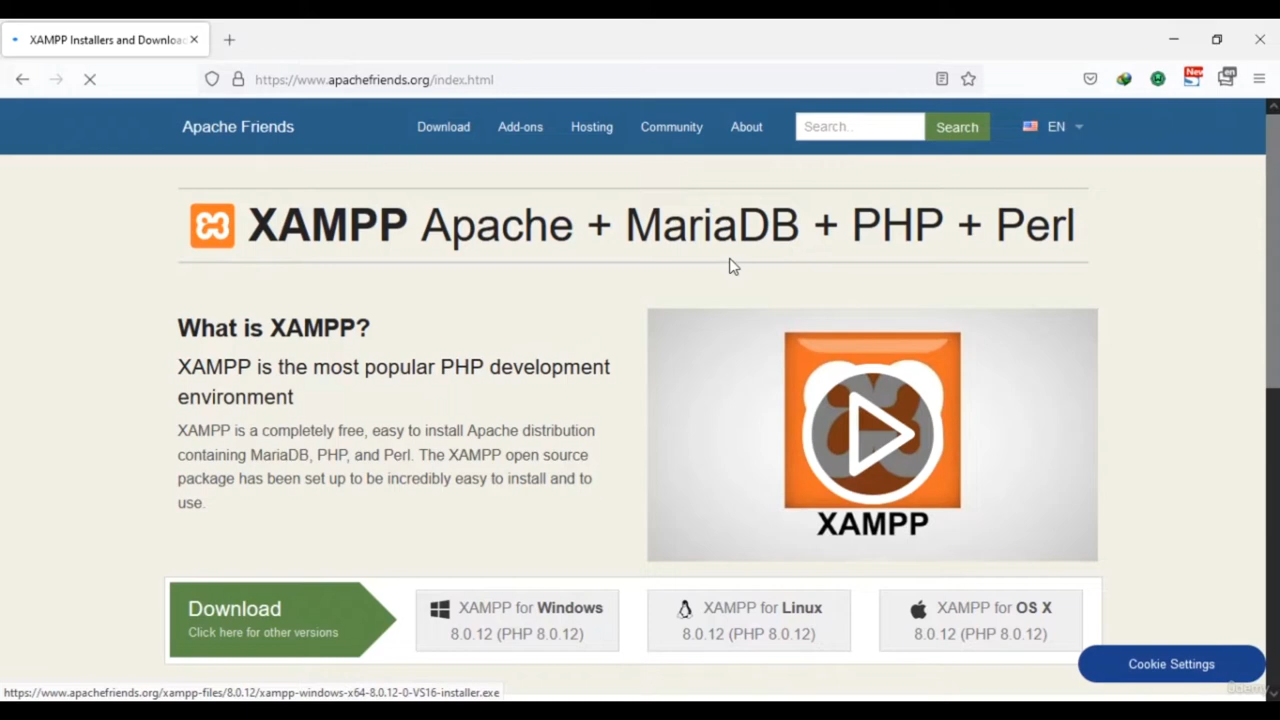 XAMPP Installers and Downloa
https://www.apachefriends.org/index.html
New
en
Apache Friends
Download
Add-ons
Hosting
Community
About
Search..
Search
EN
XAMPP Apache + MariaDB + PHP + Perl
What is XAMPP?
XAMPP is the most popular PHP development
environment
XAMPP is a completely free, easy to install Apache distribution
containing MariaDB, PHP, and Perl. The XAMPP open source
package has been set up to be incredibly easy to install and to
use.
XAMPP
Download
Click here for other versions
XAMPP for Windows
8.0.12 (PHP 8.0.12)
XAMPP for Linux
8.0.12 (PHP 8.0.12)
XAMPP for OS X
8.0.12 (PHP 8.0.12)
Cookie Settings
https://www.apachefriends.org/xampp-files/8.0.12/xampp-windows-x64-8.0.12-0-VS16-installer.exe
Udemy